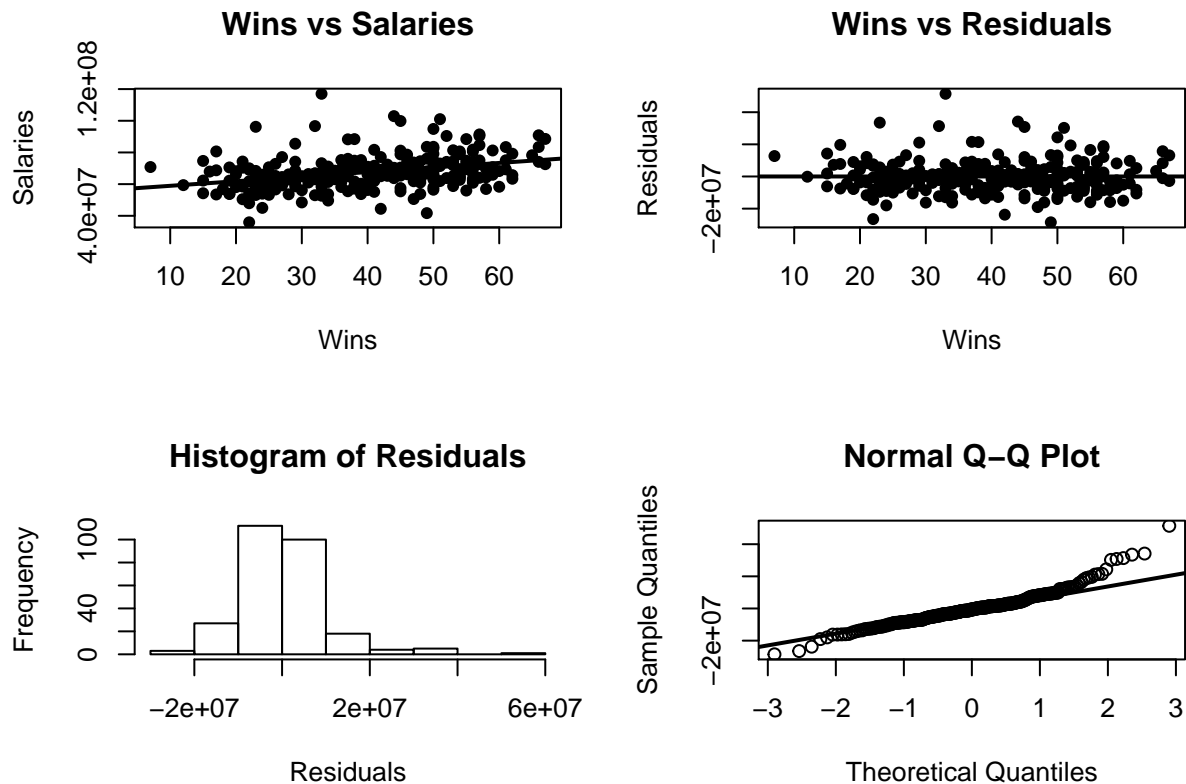 Wins vs Salaries
Salaries
4.0e+07
1.2e+08
10 20 30 40 50 60
Wins
Wins vs Residuals
Residuals
−2e+07
10 20 30 40 50 60
Wins
Histogram of Residuals
Frequency
0 40 100
−2e+07 2e+07 6e+07
Residuals
Normal Q−Q Plot
Sample Quantiles
−2e+07
−3 −2 −1 0 1 2 3
Theoretical Quantiles